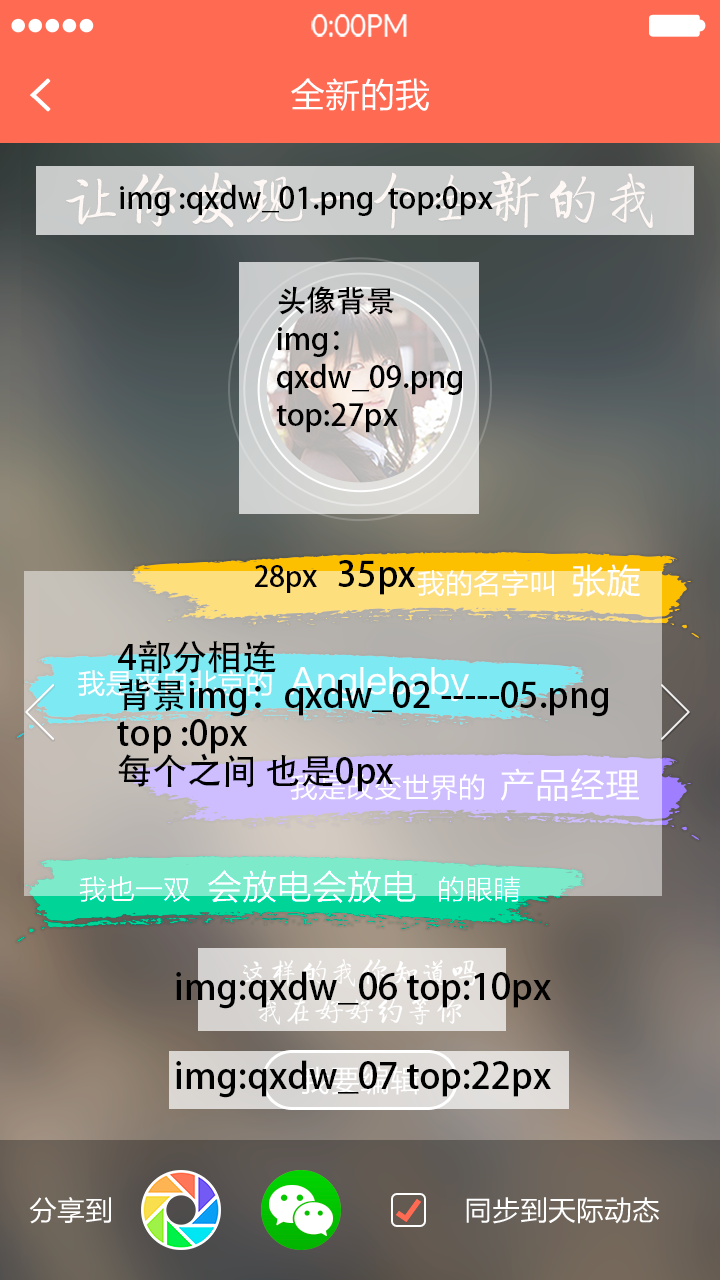 0:00PM
全新的我
让你发现一个全新的我
img :qxdw_01.png top:0px
头像背景
img：
qxdw_09.png
top:27px
28px 35px
我的名字叫 张旋
4部分相连
我是来自北京的 Anglebaby
背景img：qxdw_02 -----05.png
top :0px
每个之间 也是0px
我是改变世界的 产品经理
我也一双 会放电会放电 的眼睛
这样的我你知道吗
img:qxdw_06 top:10px
我在好好约等你
img:qxdw_07 top:22px
我要编辑
分享到 同步到天际动态